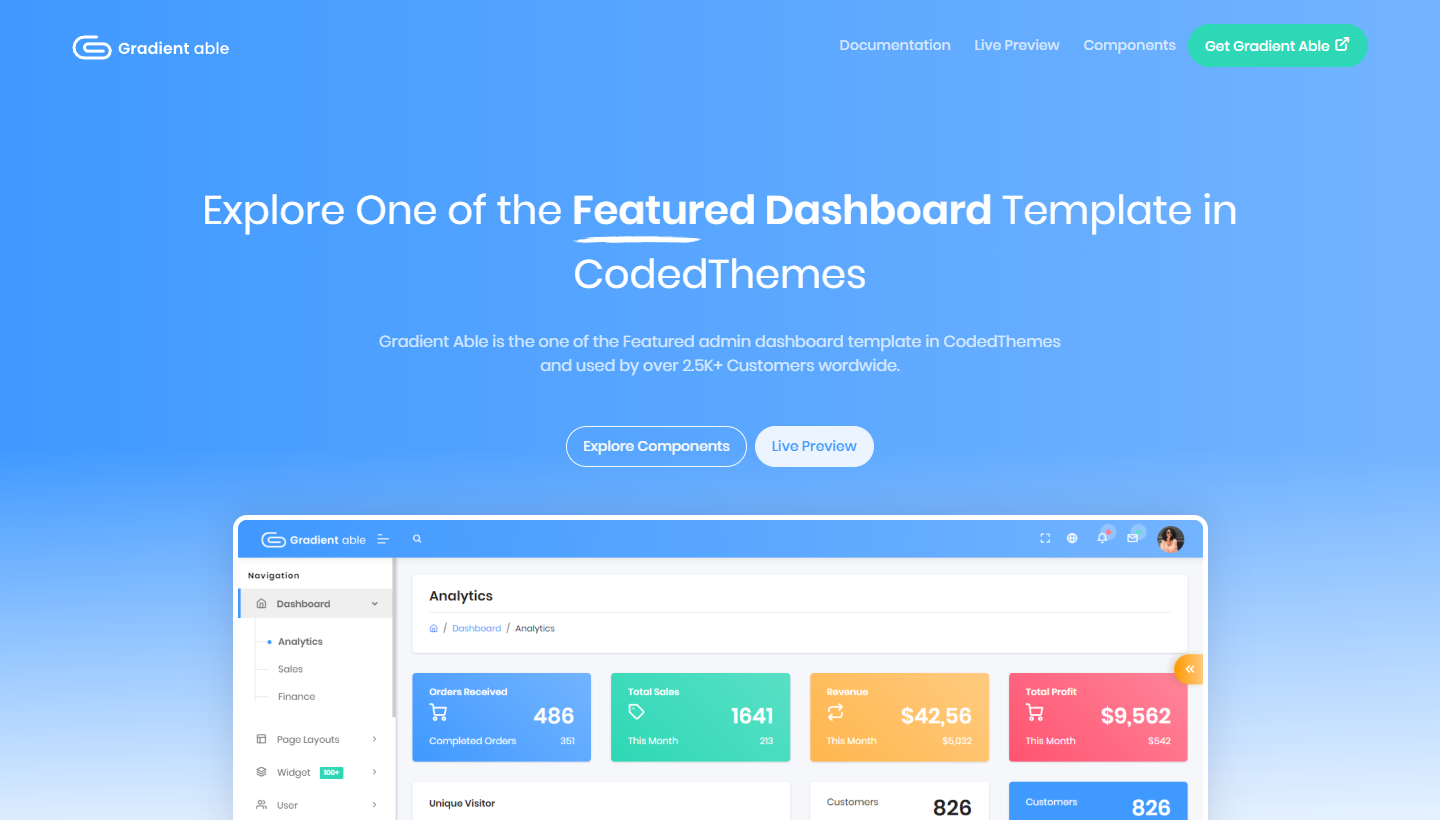 Gradient able
Documentation
Live Preview
Components
Get Gradient Able
Explore One of the Featured Dashboard Template in
CodedThemes
Gradient Able is the one of the Featured admin dashboard template in CodedThemes
and used by over 2.5K+ Customers wordwide.
Explore Components
Live Preview
Gradient able
Navigation
Dashboard
Analytics
Sales
Finance
Page Layouts
Widget 100+
User
Analytics
/ Dashboard / Analytics
Orders Received
486
Completed Orders 351
Total Sales
1641
This Month 213
Revenue
$42,56
This Month $5,032
Total Profit
$9,562
This Month $542
Unique Visitor
Customers
826
Customers
826